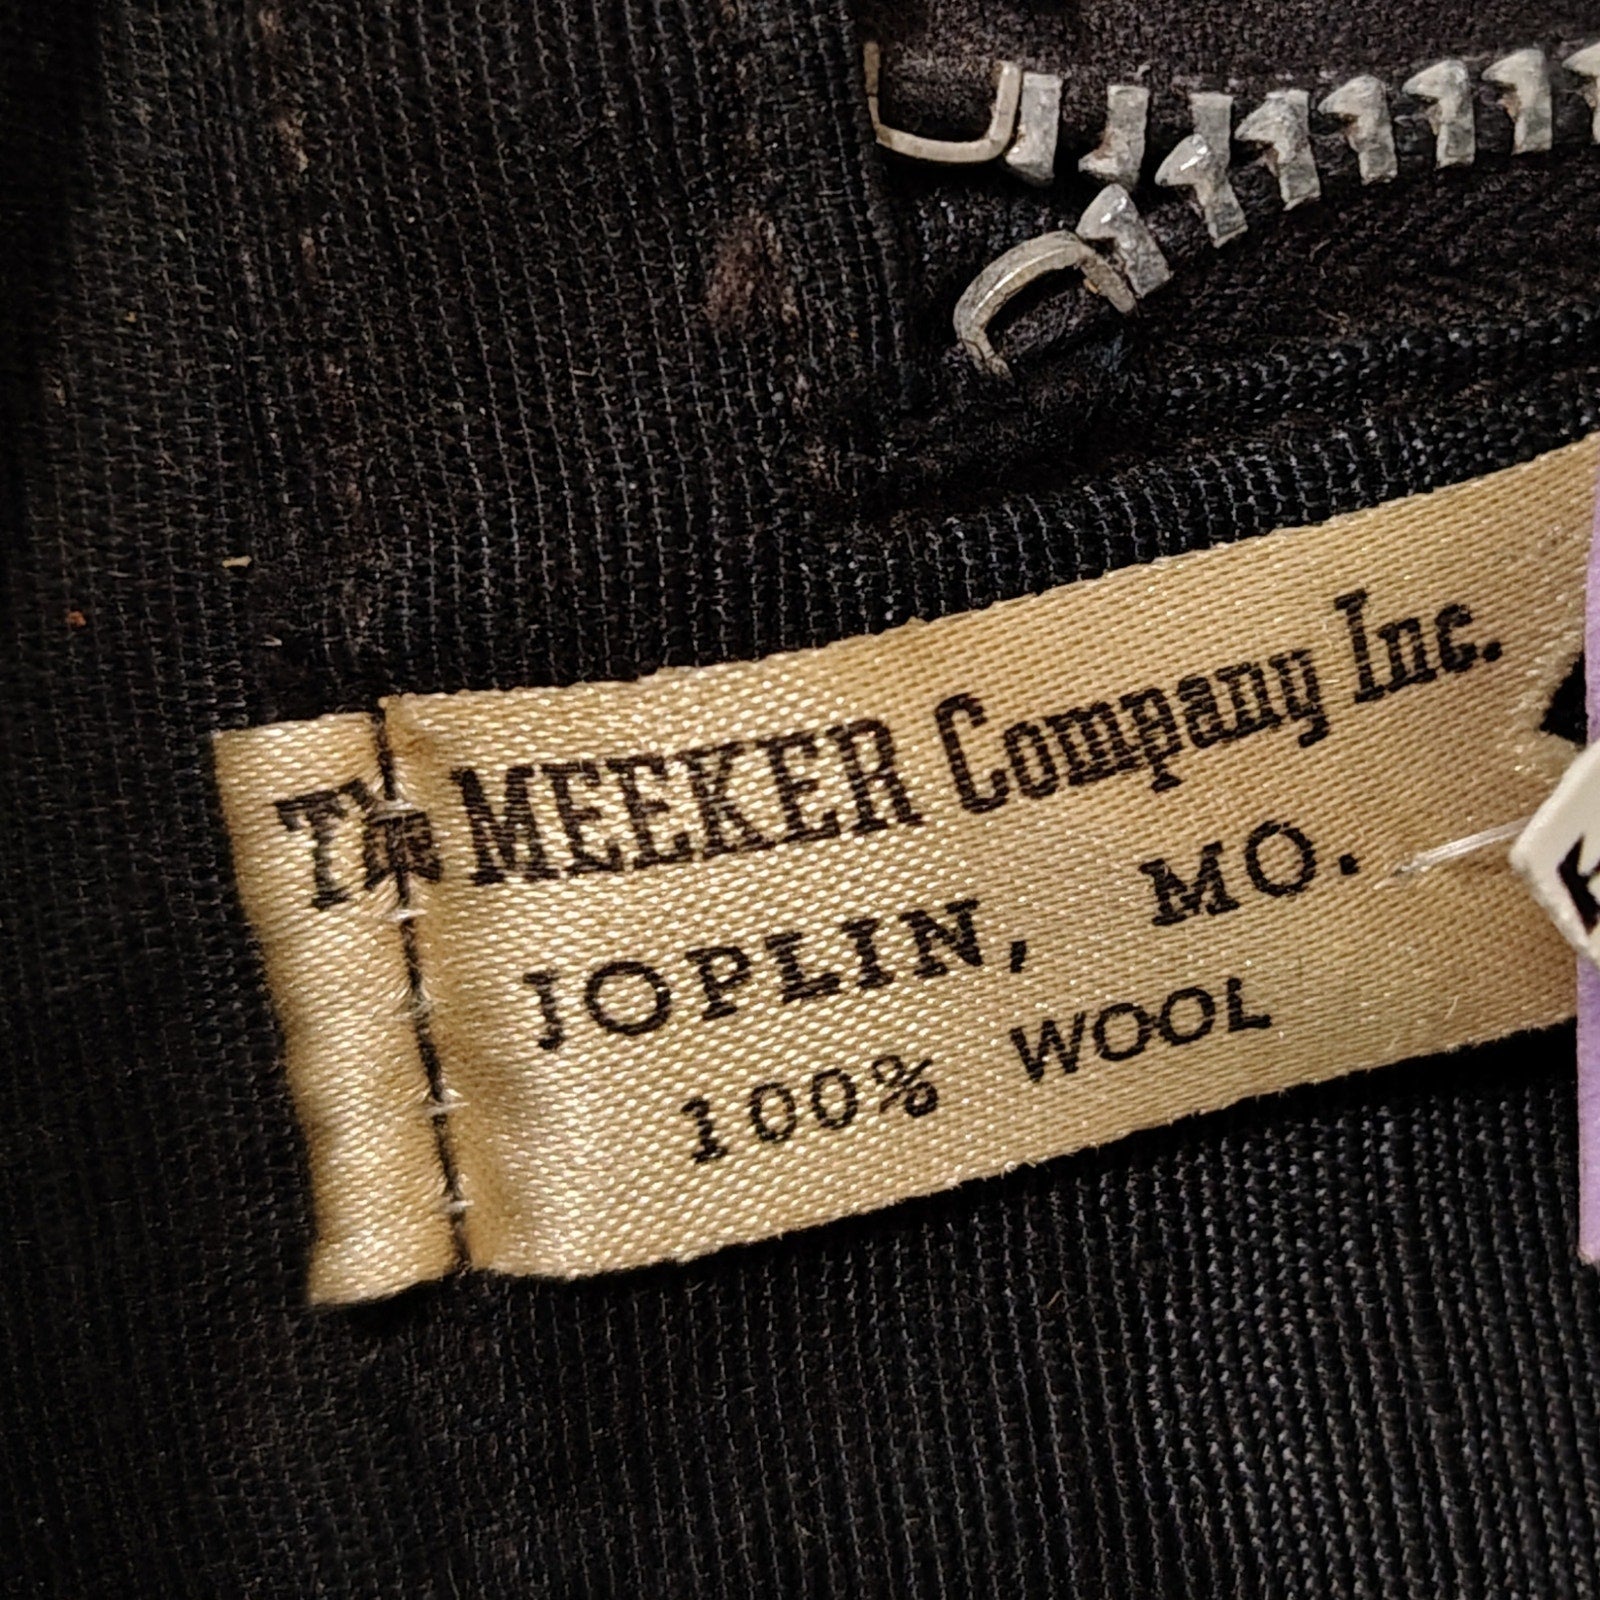 The MEEKER Company Inc.
JOPLIN, MO.
100% WOOL